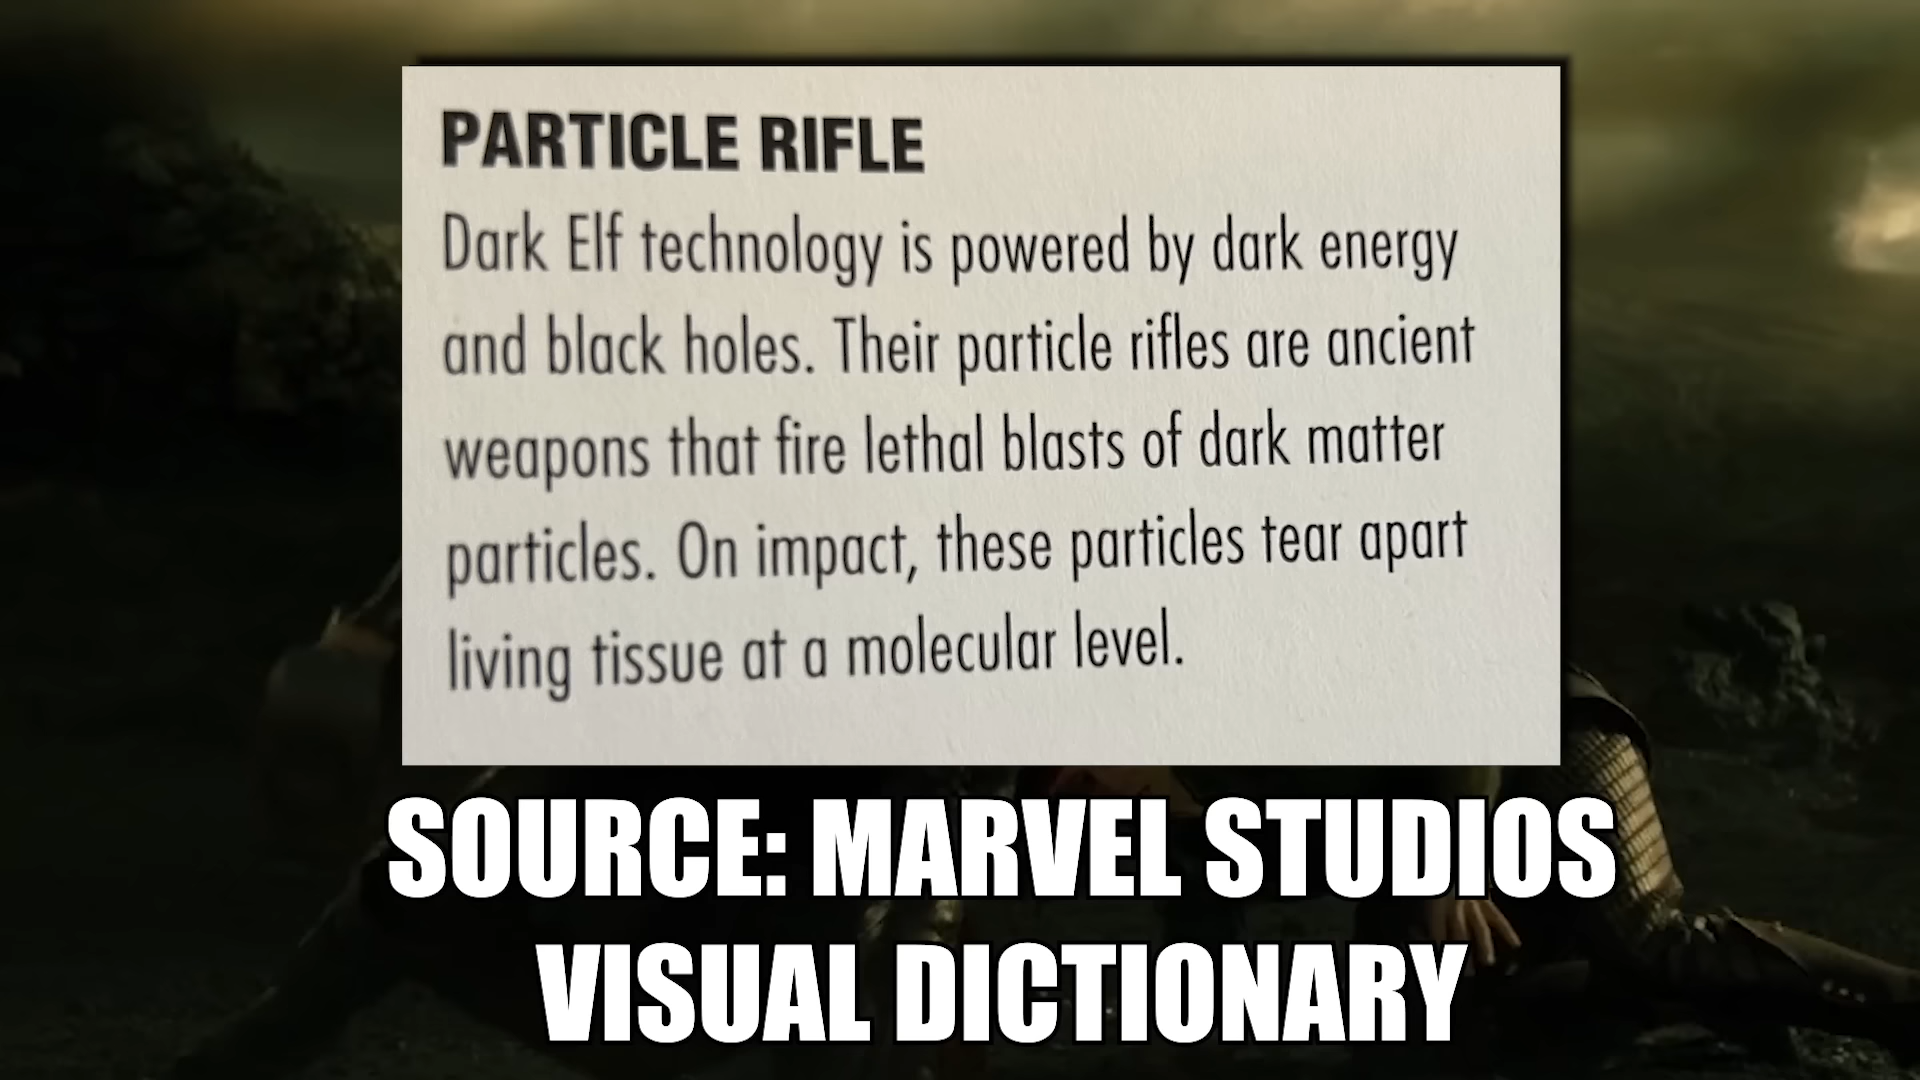 PARTICLE RIFLE
Dark Elf technology is powered by dark energy
and black holes. Their particle rifles are ancient
weapons that fire lethal blasts of dark matter
particles. On impact, these particles tear apart
living tissue at a molecular level.
SOURCE: MARVEL STUDIOS
VISUAL DICTIONARY